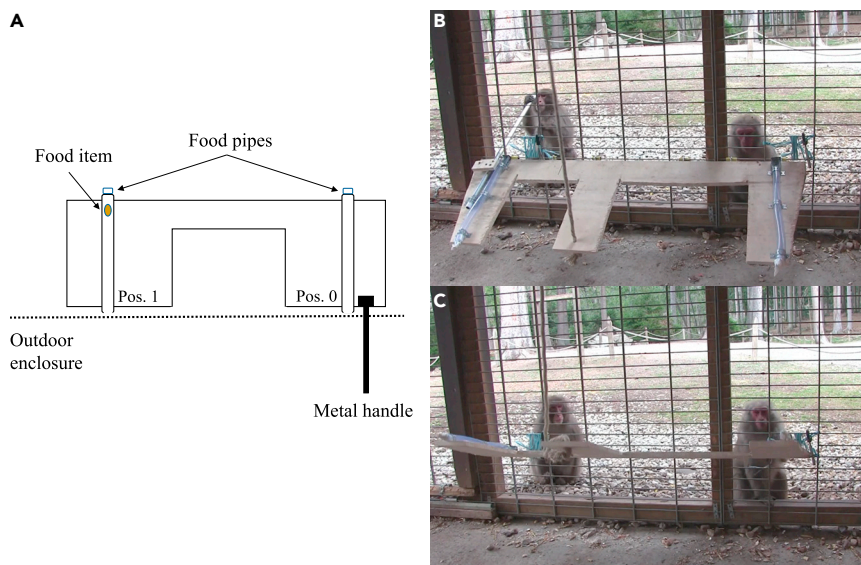 A
Food pipes
Food item
Pos. 1
Pos. 0
Outdoor
enclosure
Metal handle
B
C